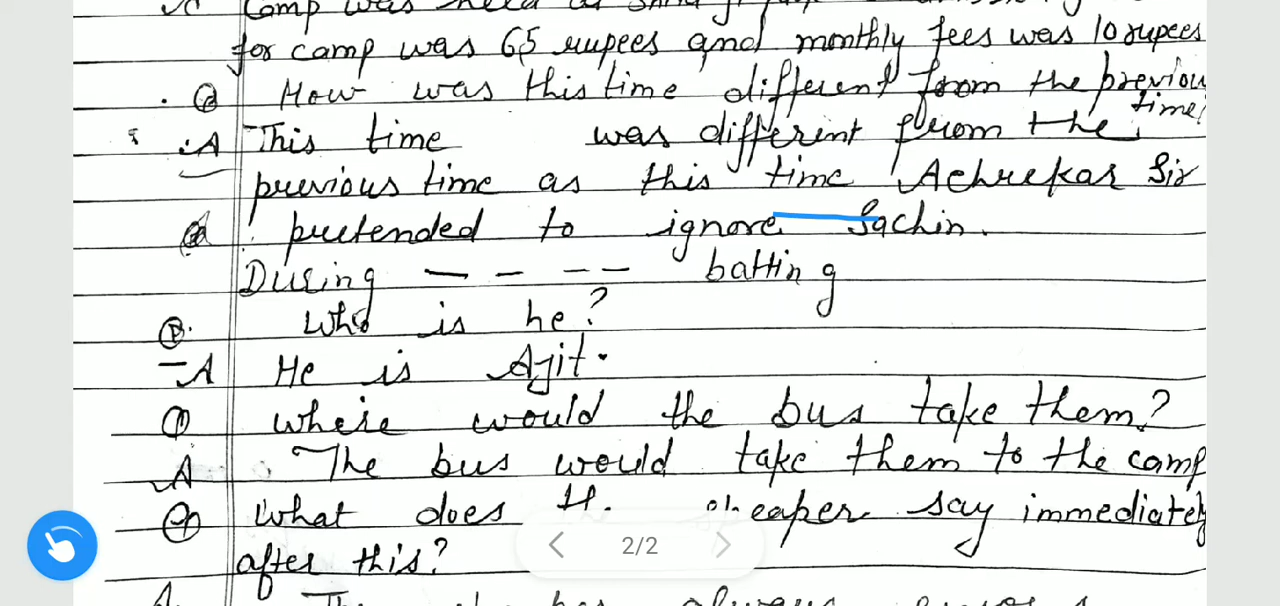 for camp was 65 rupees and monthly fees was 10 rupees
Q How was this time different from the previous time?
A This time was different from the
previous time as this time Achrekar Sir
pretended to ignore Sachin.
During — – — — batting
Q. Who is he?
A He is Ajit.
Q Where would the bus take them?
A The bus would take them to the camp
Q What does say immediately
after this?
2/2